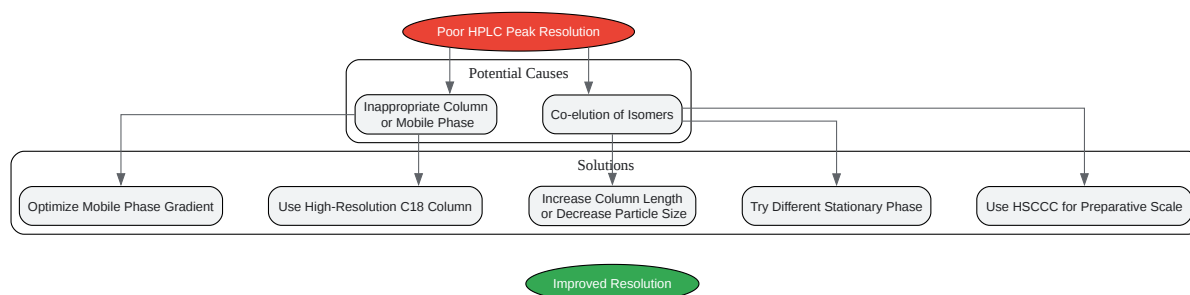 Poor HPLC Peak Resolution
Potential Causes
Inappropriate Column
or Mobile Phase
Co-elution of Isomers
Solutions
Optimize Mobile Phase Gradient
Use High-Resolution C18 Column
Increase Column Length
or Decrease Particle Size
Try Different Stationary Phase
Use HSCCC for Preparative Scale
Improved Resolution